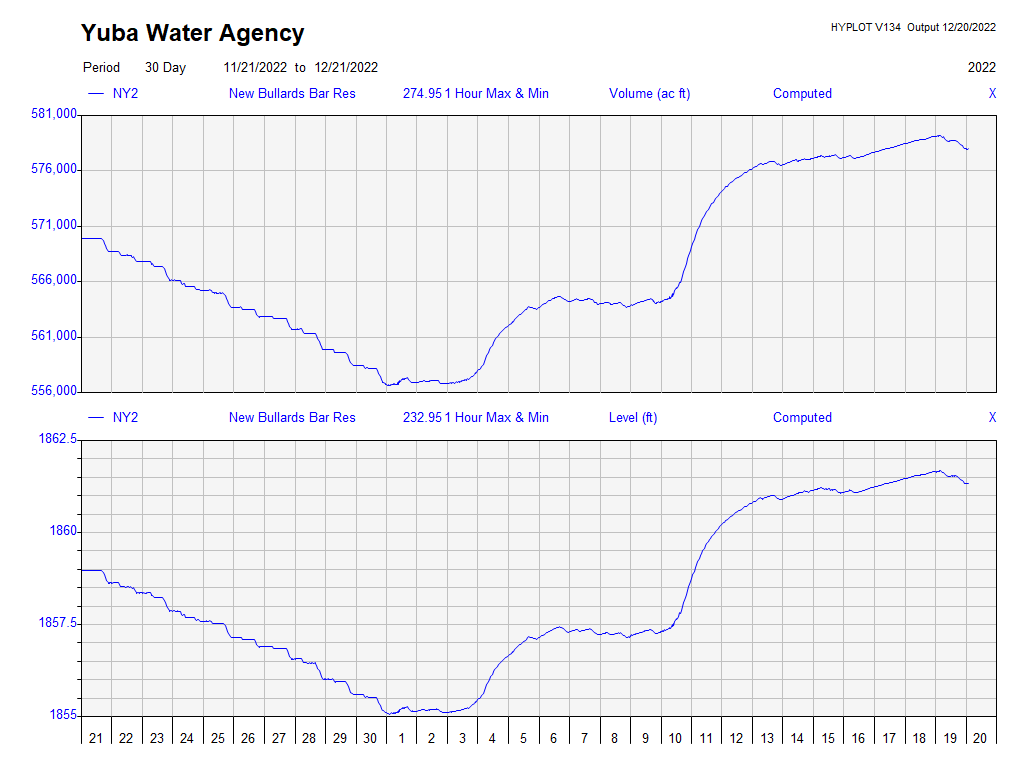 Yuba Water Agency
HYPLOT V134 Output 12/20/2022
Period 30 Day 11/21/2022 to 12/21/2022 2022
NY2 New Bullards Bar Res 274.95 1 Hour Max & Min Volume (ac ft) Computed X
581,000
576,000
571,000
566,000
561,000
556,000
NY2 New Bullards Bar Res 232.95 1 Hour Max & Min Level (ft) Computed X
1862.5
1860
1857.5
1855
21 22 23 24 25 26 27 28 29 30 1 2 3 4 5 6 7 8 9 10 11 12 13 14 15 16 17 18 19 20